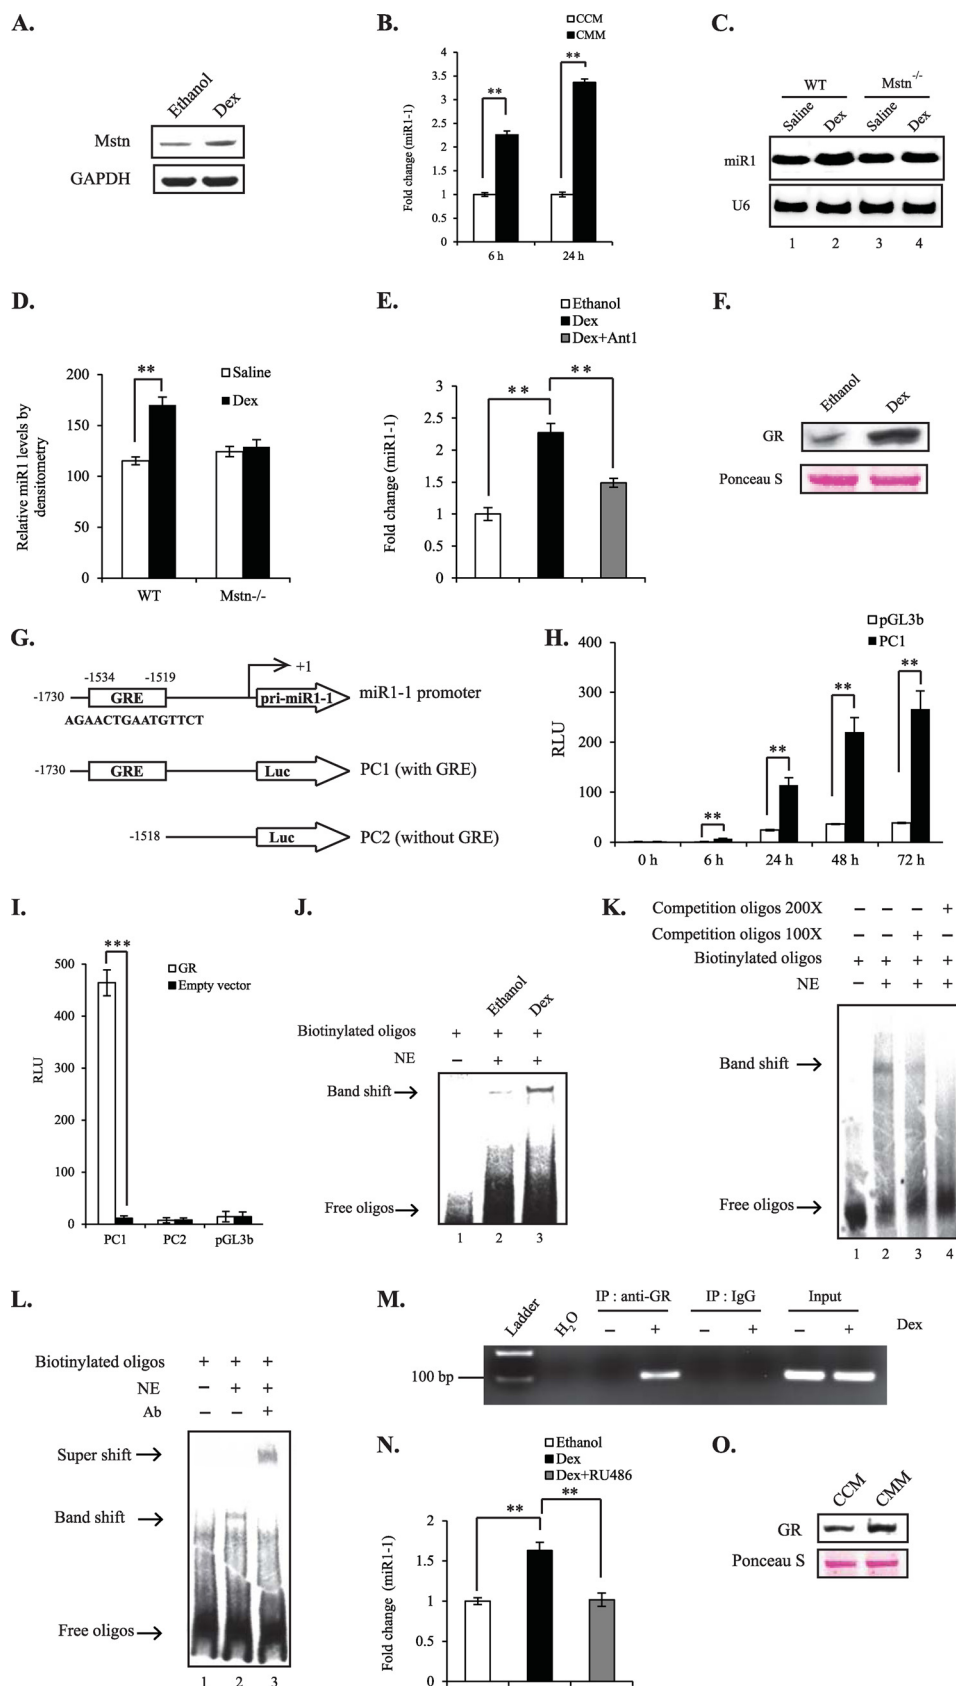 A.
Ethanol
Dex
Mstn
GAPDH
B.
CCM
CMM
Fold change (miR1-1)
4
3.5
3
2.5
2
1.5
1
0.5
0
**
**
6 h
24 h
C.
WT
Mstn-/-
Saline
Dex
Saline
Dex
miR1
U6
1 2 3 4
D.
Saline
Dex
Relative miR1 levels by densitometry
200
150
100
50
0
**
WT
Mstn-/-
E.
Ethanol
Dex
Dex+Ant1
Fold change (miR1-1)
3
2.5
2
1.5
1
0.5
0
**
**
F.
Ethanol
Dex
GR
Ponceau S
G.
-1534 -1519 +1
-1730 GRE pri-miR1-1 miR1-1 promoter
AGAACTGAATGTTCT
-1730 GRE Luc PC1 (with GRE)
-1518 Luc PC2 (without GRE)
H.
pGL3b
PC1
RLU
400
300
200
100
0
**
**
**
**
0 h 6 h 24 h 48 h 72 h
I.
GR
Empty vector
RLU
500
400
300
200
100
0
***
PC1 PC2 pGL3b
J.
Ethanol
Dex
Biotinylated oligos + + +
NE − + +
Band shift
Free oligos
1 2 3
K.
Competition oligos 200X − − − +
Competition oligos 100X − − + −
Biotinylated oligos + + + +
NE − + + +
Band shift
Free oligos
1 2 3 4
L.
Biotinylated oligos + + +
NE − + +
Ab − − +
Super shift
Band shift
Free oligos
1 2 3
M.
Ladder
H2O
IP : anti-GR
IP : IgG
Input
− + − + − + Dex
100 bp
N.
Ethanol
Dex
Dex+RU486
Fold change (miR1-1)
2
1.5
1
0.5
0
**
**
O.
CCM
CMM
GR
Ponceau S